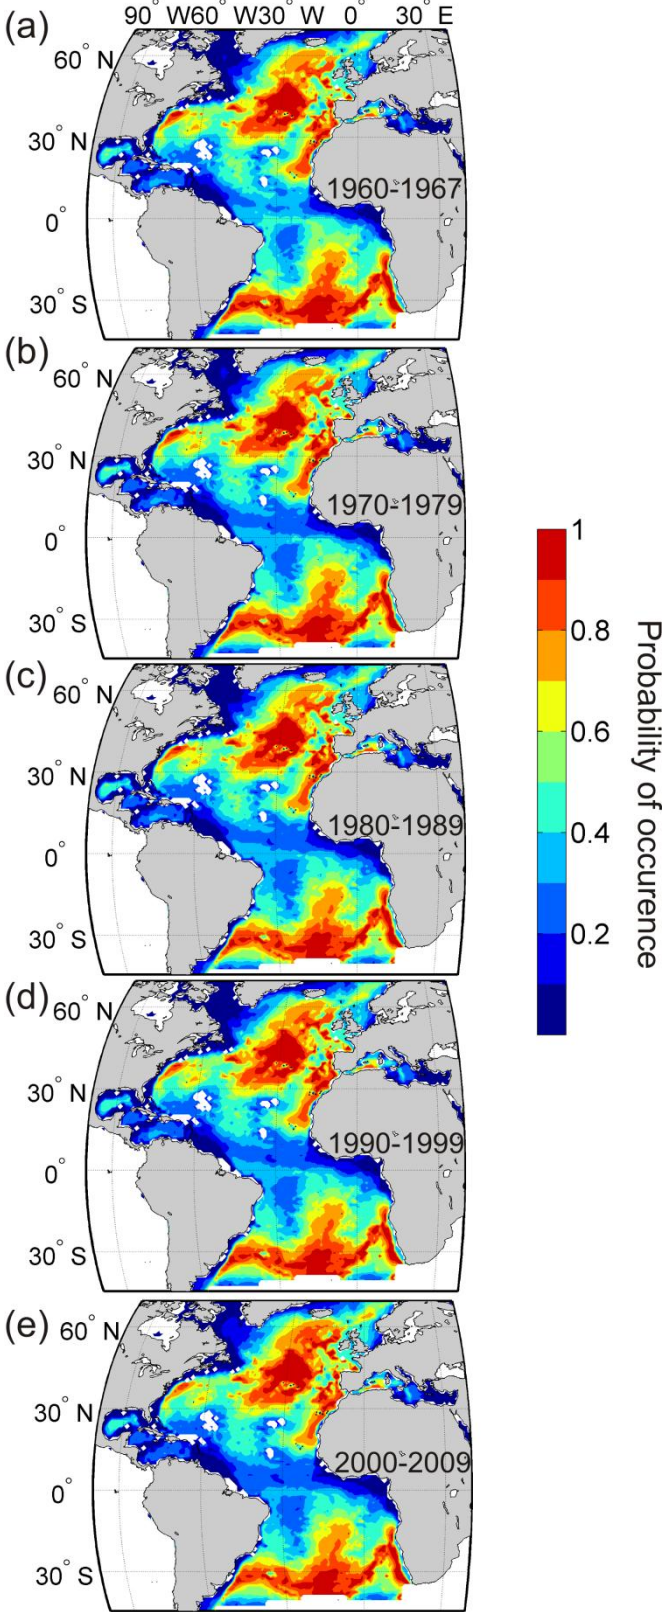 90° W60° W30° W 0° 30° E
(a)
60° N
30° N
1960-1967
0°
30° S
(b)
60° N
30° N
1970-1979
0°
30° S
(c)
60° N
30° N
1980-1989
0°
30° S
(d)
60° N
30° N
1990-1999
0°
30° S
(e)
60° N
30° N
2000-2009
0°
30° S
1
0.8
0.6
0.4
0.2
Probability of occurence